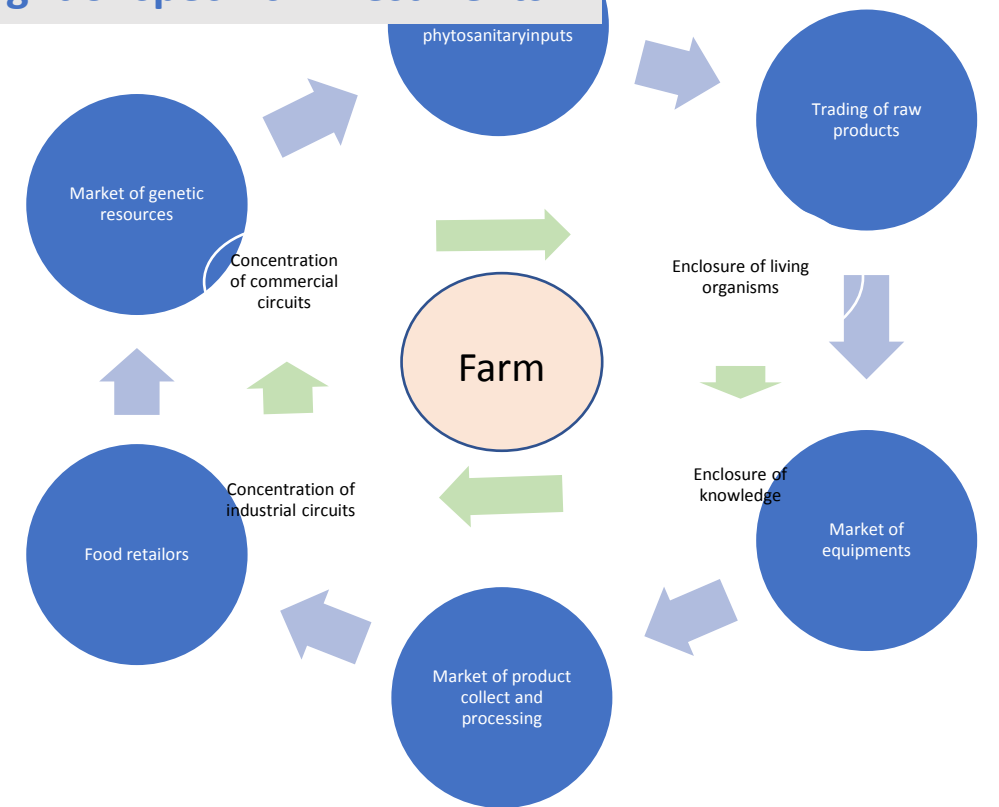 phytosanitaryinputs
Trading of raw
products
Market of genetic
resources
Concentration
of commercial
circuits
Enclosure of living
organisms
Farm
Concentration of
industrial circuits
Enclosure of
knowledge
Food retailors
Market of
equipments
Market of product
collect and
processing